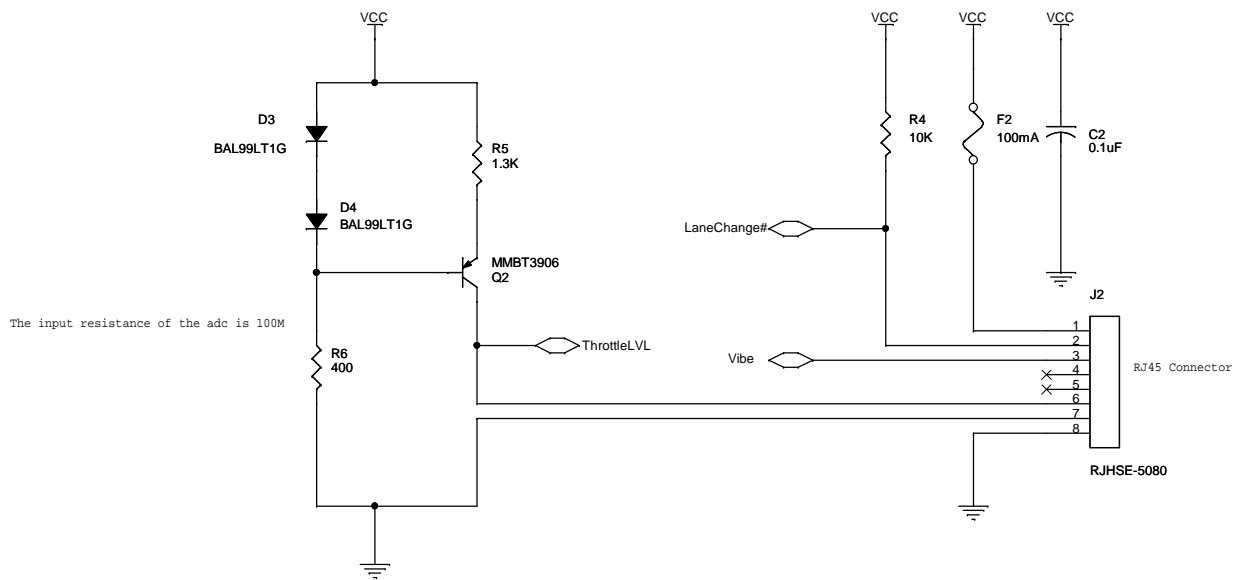 VCC
VCC
VCC
VCC
D3
BAL99LT1G
R5
1.3K
R4
10K
F2
100mA
C2
0.1uF
D4
BAL99LT1G
LaneChange#
MMBT3906
Q2
J2
The input resistance of the adc is 100M
ThrottleLVL
R6
400
Vibe
1
2
3
4
5
6
7
8
RJ45 Connector
RJHSE-5080